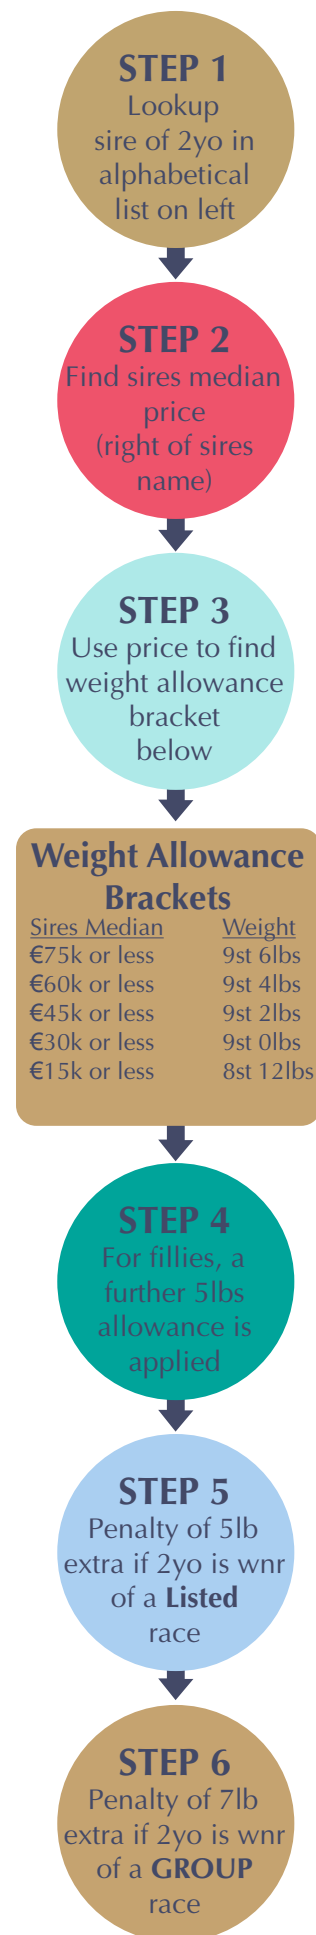 STEP 1
Lookup
sire of 2yo in
alphabetical
list on left
STEP 2
Find sires median
price
(right of sires
name)
STEP 3
Use price to find
weight allowance
bracket
below
Weight Allowance
Brackets
Sires Median Weight
€75k or less 9st 6lbs
€60k or less 9st 4lbs
€45k or less 9st 2lbs
€30k or less 9st 0lbs
€15k or less 8st 12lbs
STEP 4
For fillies, a
further 5lbs
allowance is
applied
STEP 5
Penalty of 5lb
extra if 2yo is wnr
of a Listed
race
STEP 6
Penalty of 7lb
extra if 2yo is wnr
of a GROUP
race